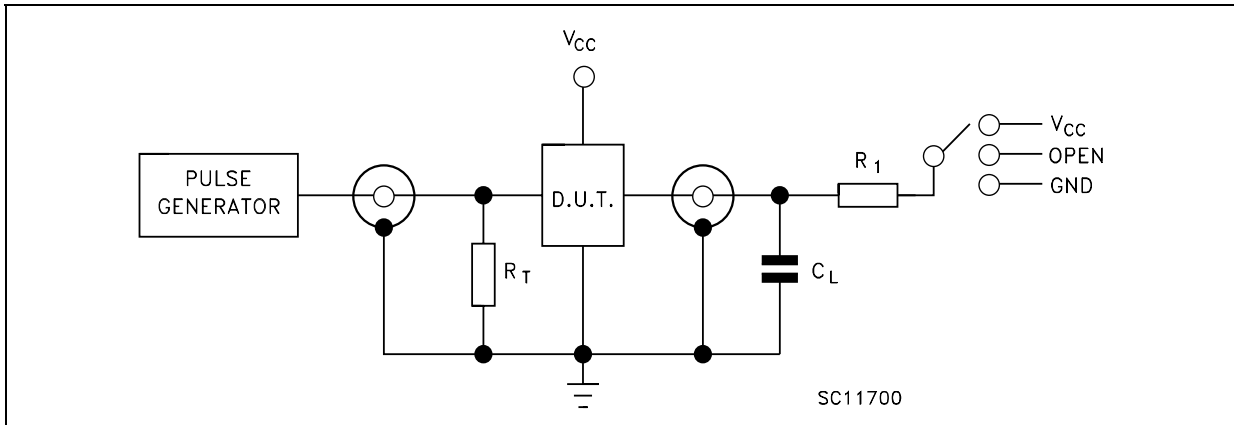 VCC
PULSE
GENERATOR
D.U.T.
RT
CL
R1
VCC
OPEN
GND
SC11700